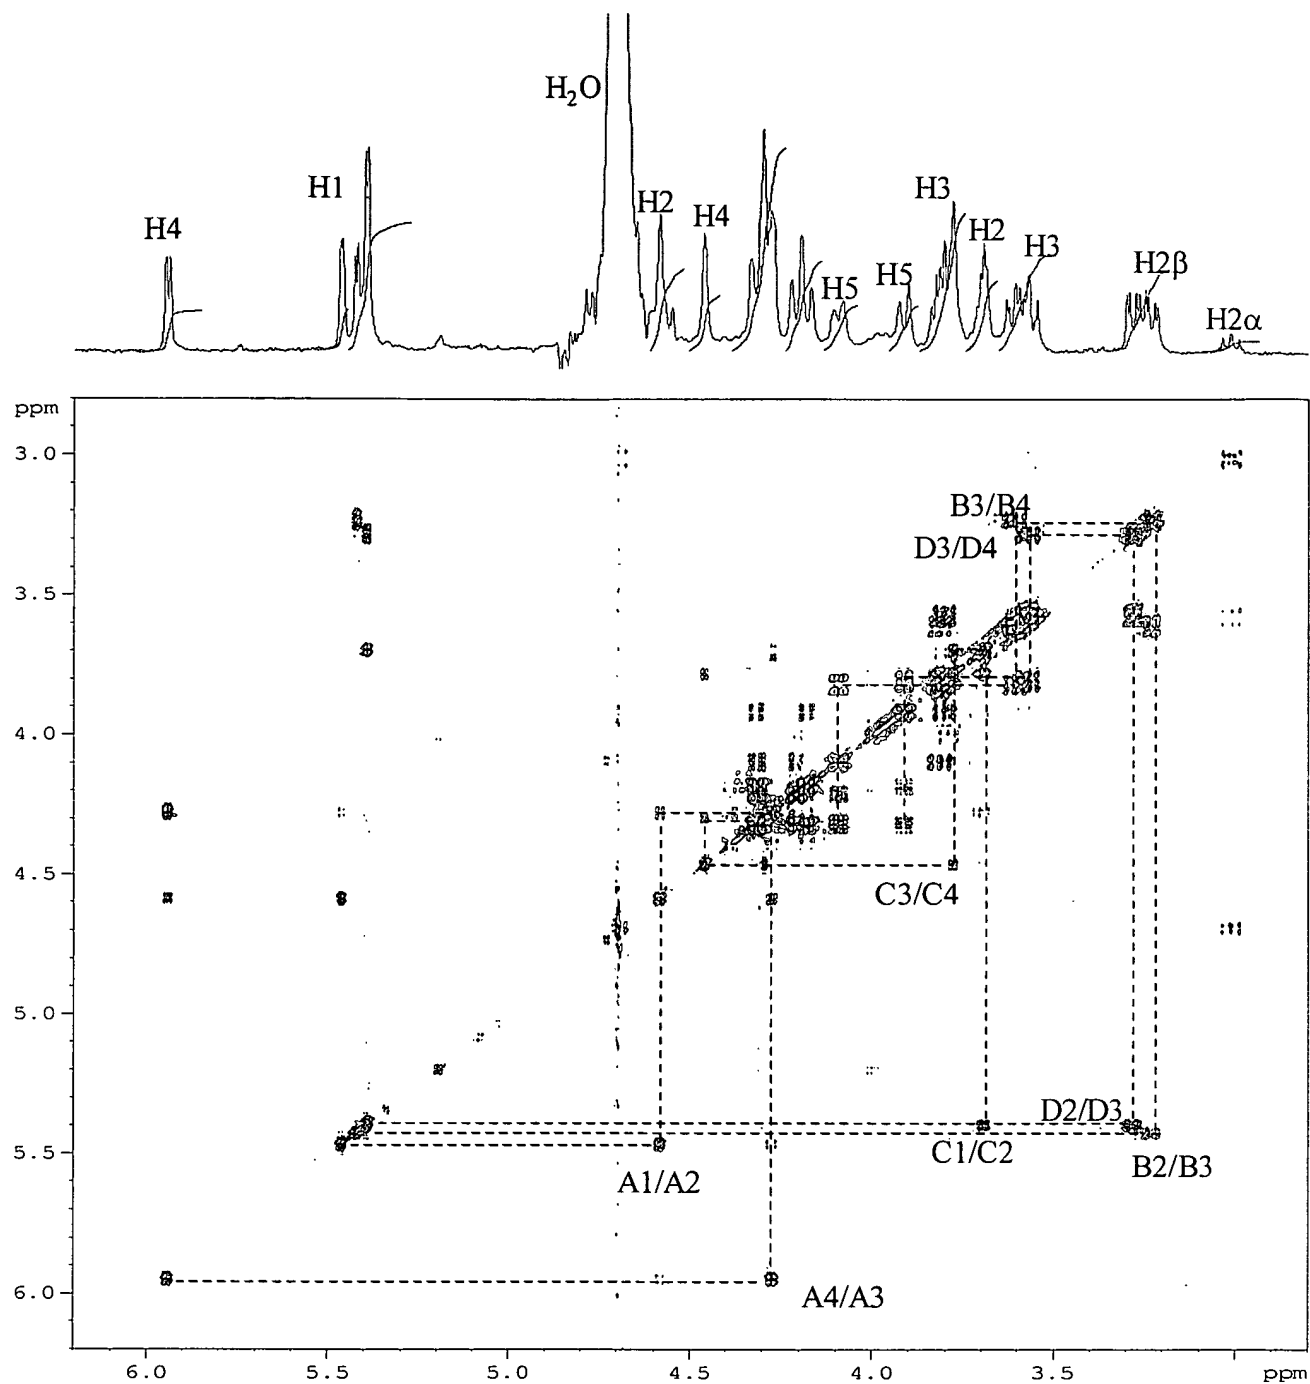 H₂O
H1
H4
H2
H4
H3
H2
H3
H5
H5
H2β
H2α
ppm
3.0
3.5
4.0
4.5
5.0
5.5
6.0
B3/B4
D3/D4
C3/C4
D2/D3
C1/C2
B2/B3
A1/A2
A4/A3
6.0 5.5 5.0 4.5 4.0 3.5 ppm